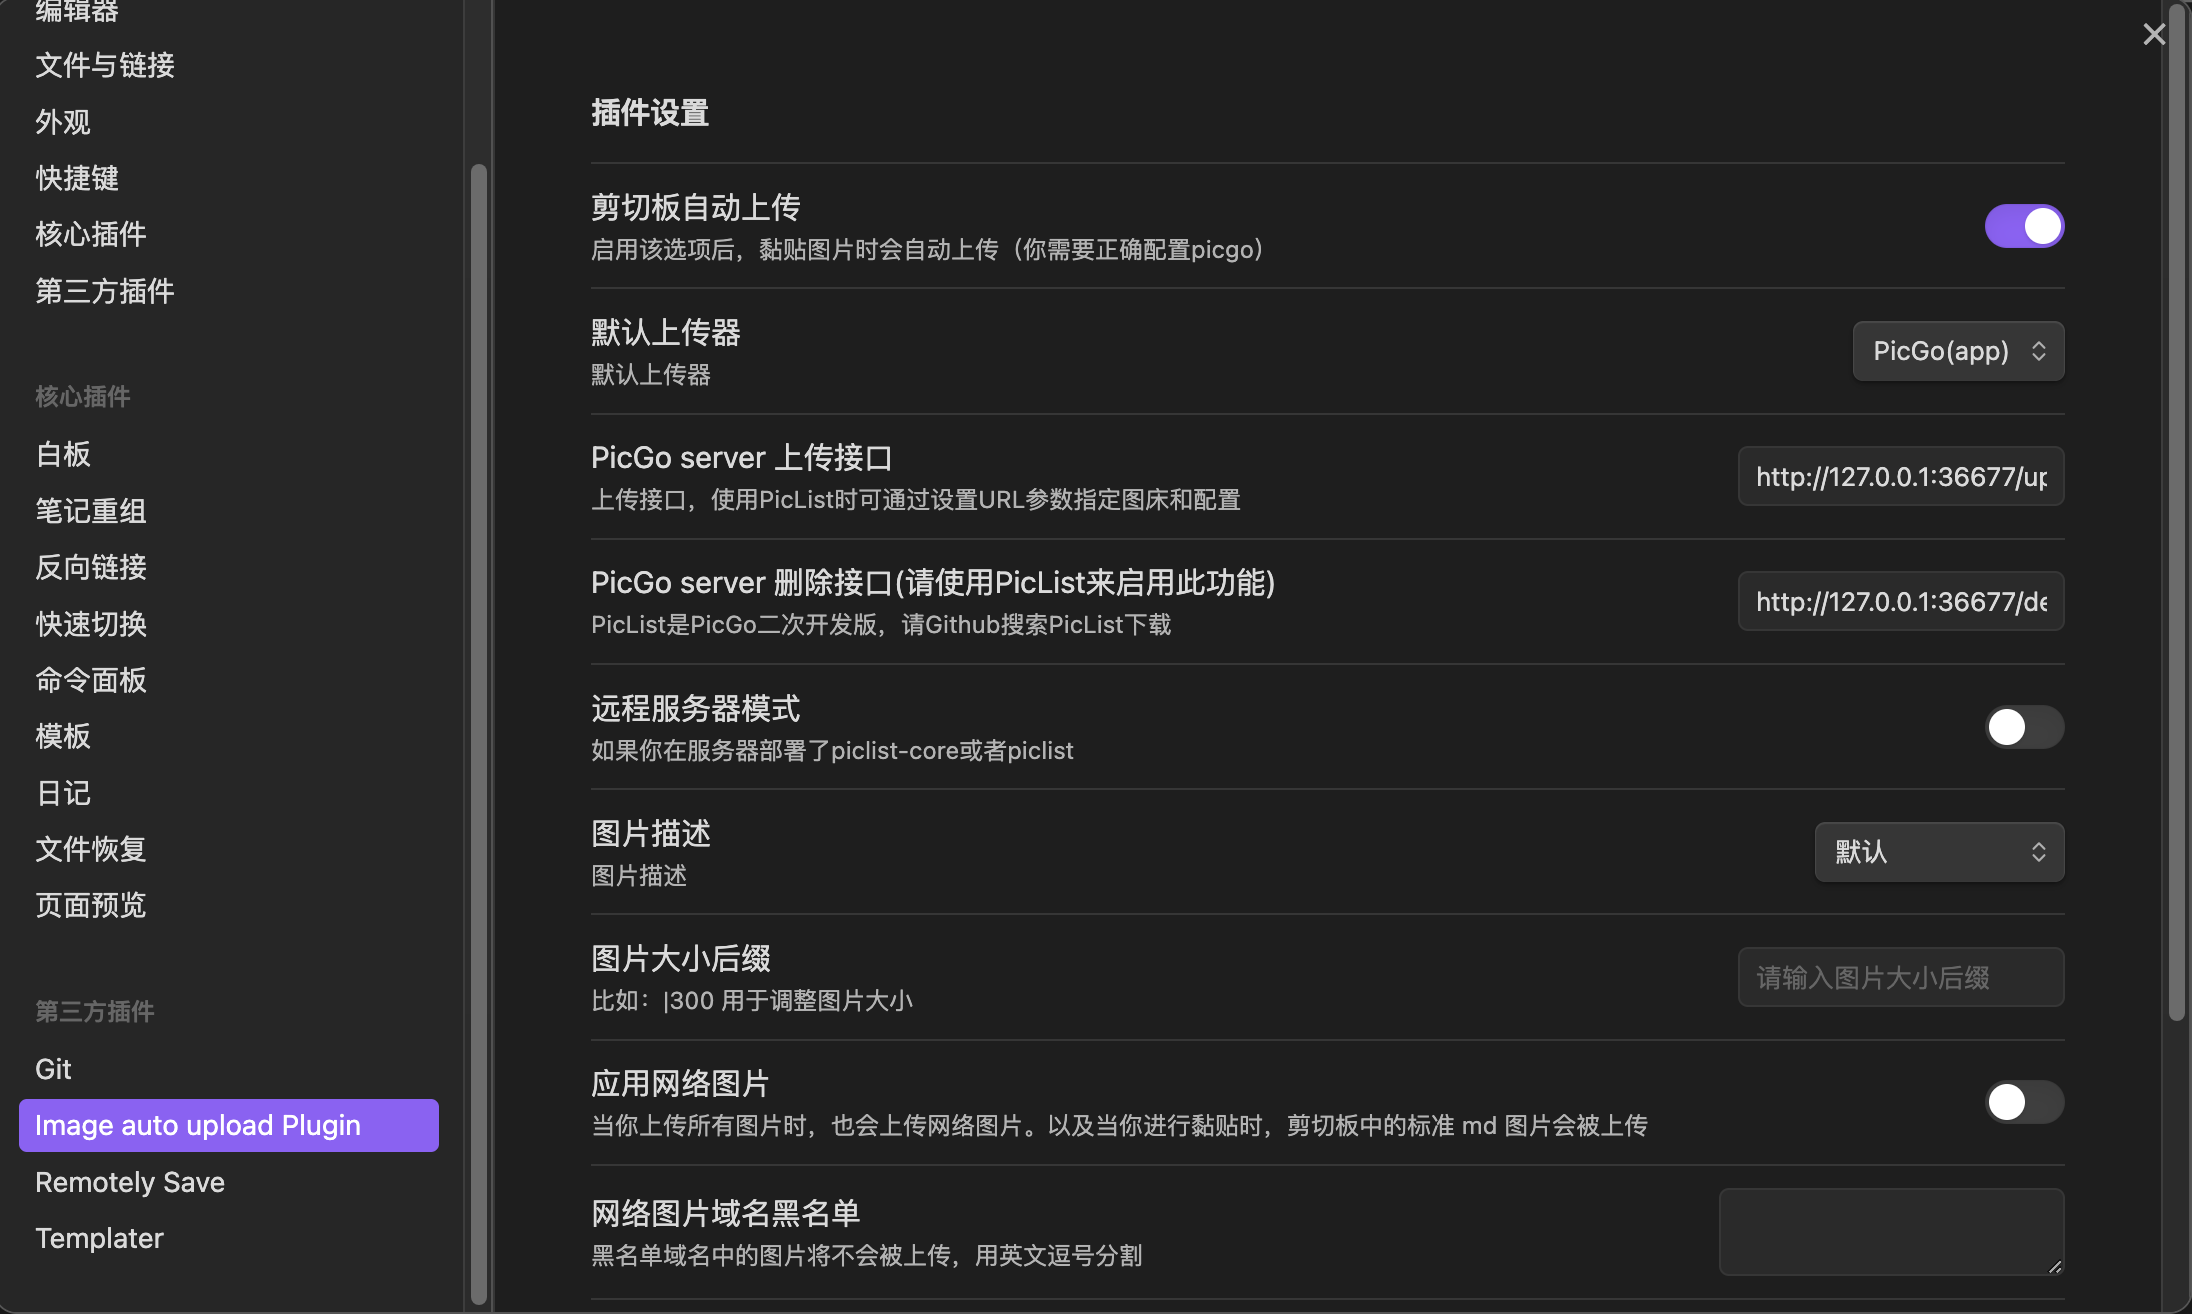 编辑器
文件与链接
外观
快捷键
核心插件
第三方插件
核心插件
白板
笔记重组
反向链接
快速切换
命令面板
模板
日记
文件恢复
页面预览
第三方插件
Git
Image auto upload Plugin
Remotely Save
Templater
插件设置
剪切板自动上传
启用该选项后，黏贴图片时会自动上传（你需要正确配置picgo）
默认上传器
默认上传器
PicGo(app)
PicGo server 上传接口
上传接口，使用PicList时可通过设置URL参数指定图床和配置
http://127.0.0.1:36677/up
PicGo server 删除接口(请使用PicList来启用此功能)
PicList是PicGo二次开发版，请Github搜索PicList下载
http://127.0.0.1:36677/de
远程服务器模式
如果你在服务器部署了piclist-core或者piclist
图片描述
图片描述
默认
图片大小后缀
比如：|300 用于调整图片大小
请输入图片大小后缀
应用网络图片
当你上传所有图片时，也会上传网络图片。以及当你进行黏贴时，剪切板中的标准 md 图片会被上传
网络图片域名黑名单
黑名单域名中的图片将不会被上传，用英文逗号分割